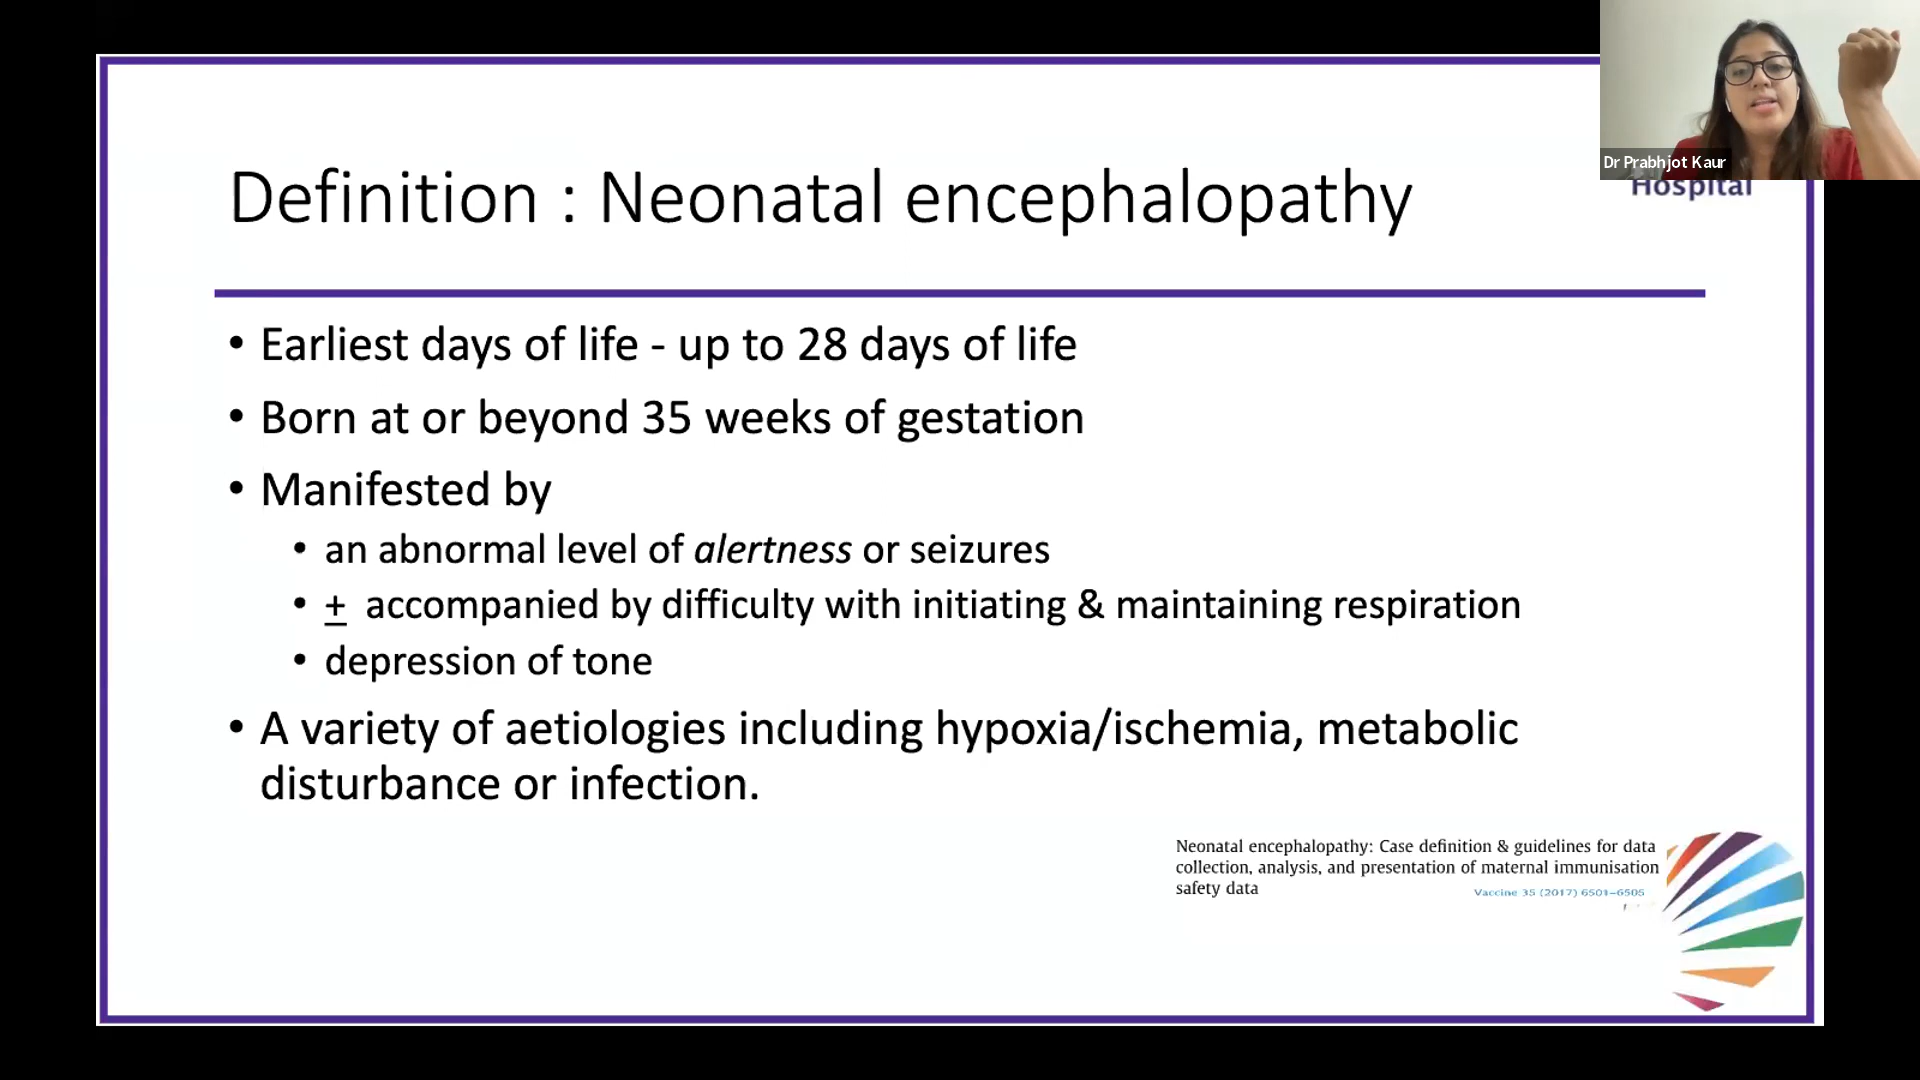 Dr Prabhjot Kaur
Hospital
Definition : Neonatal encephalopathy
• Earliest days of life - up to 28 days of life
• Born at or beyond 35 weeks of gestation
• Manifested by
• an abnormal level of alertness or seizures
• ± accompanied by difficulty with initiating & maintaining respiration
• depression of tone
• A variety of aetiologies including hypoxia/ischemia, metabolic
disturbance or infection.
Neonatal encephalopathy: Case definition & guidelines for data
collection, analysis, and presentation of maternal immunisation
safety data
Vaccine 35 (2017) 6501–6505